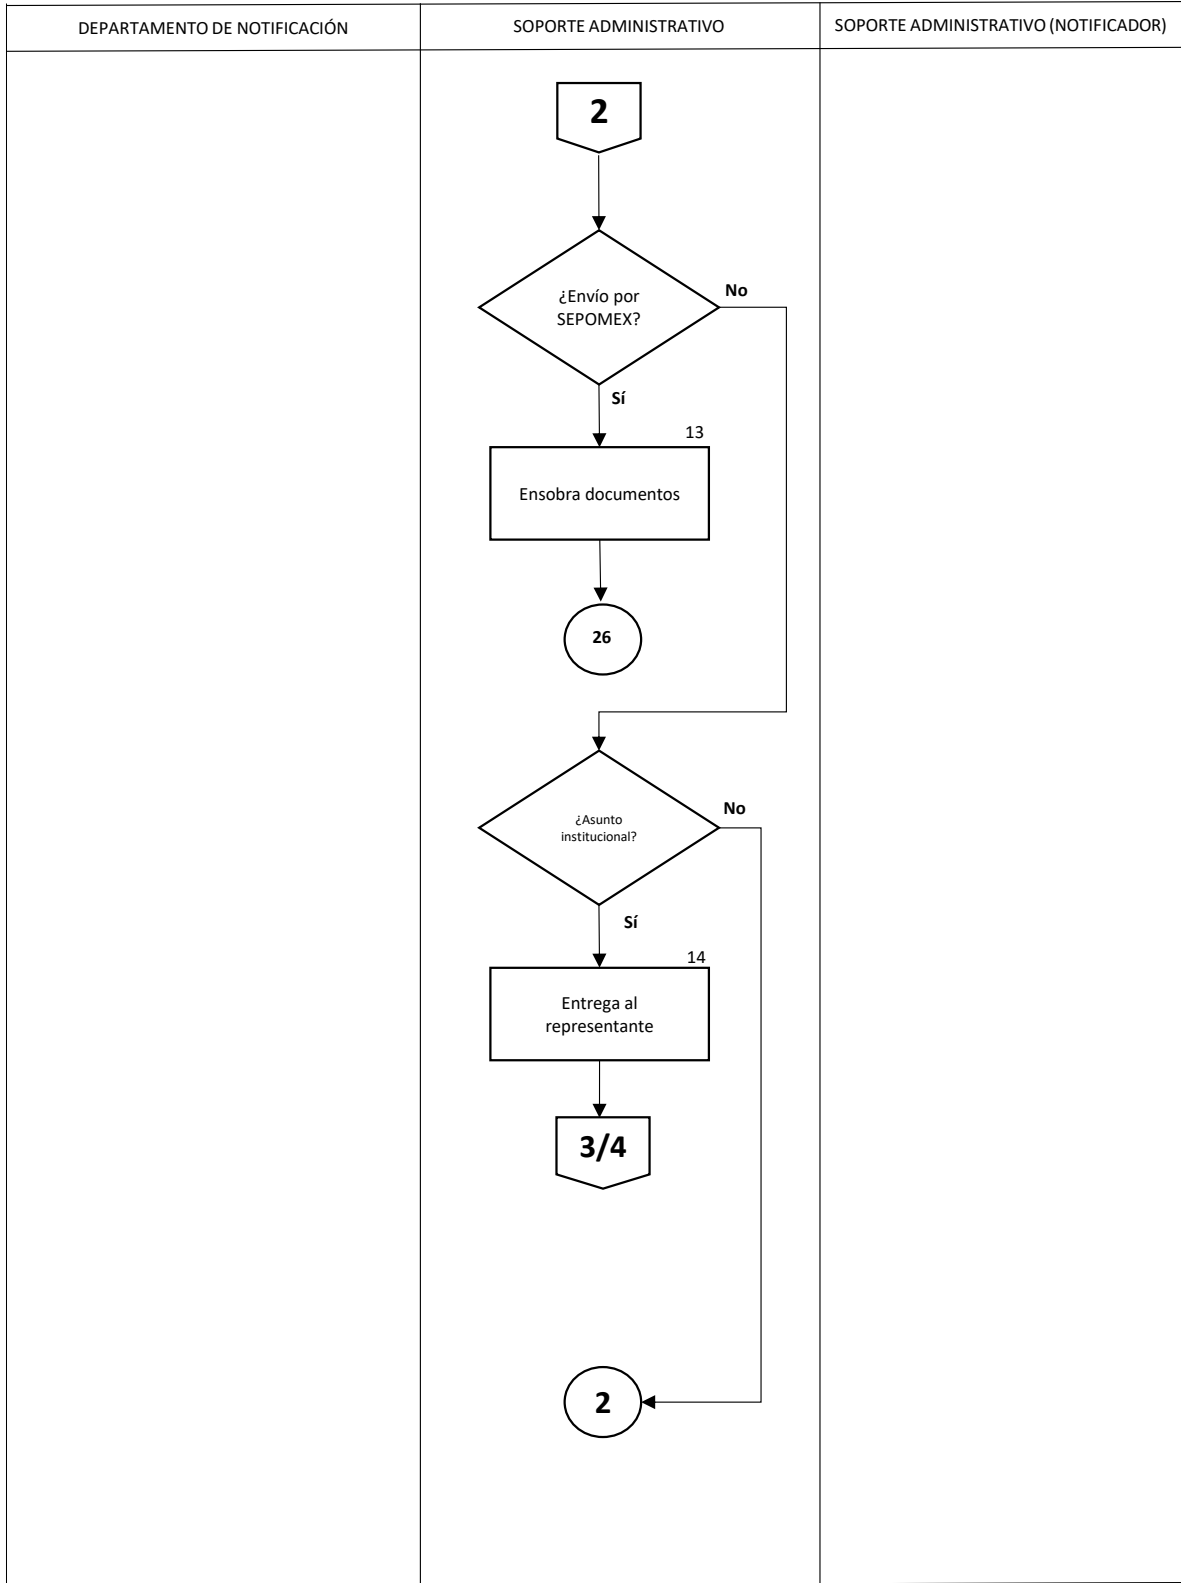 DEPARTAMENTO DE NOTIFICACIÓN
SOPORTE ADMINISTRATIVO
SOPORTE ADMINISTRATIVO (NOTIFICADOR)
2
¿Envío por
SEPOMEX?
No
Sí
13
Ensobra documentos
26
¿Asunto
institucional?
No
Sí
14
Entrega al
representante
3/4
2